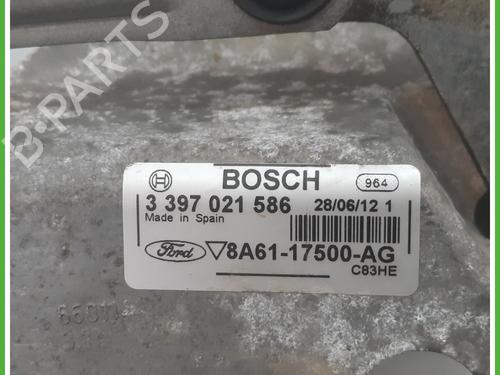 B-PARTS
BOSCH 964
3 397 021 586 28/06/12 1
Made in Spain
Ford ▽8A61-17500-AG
C83HE